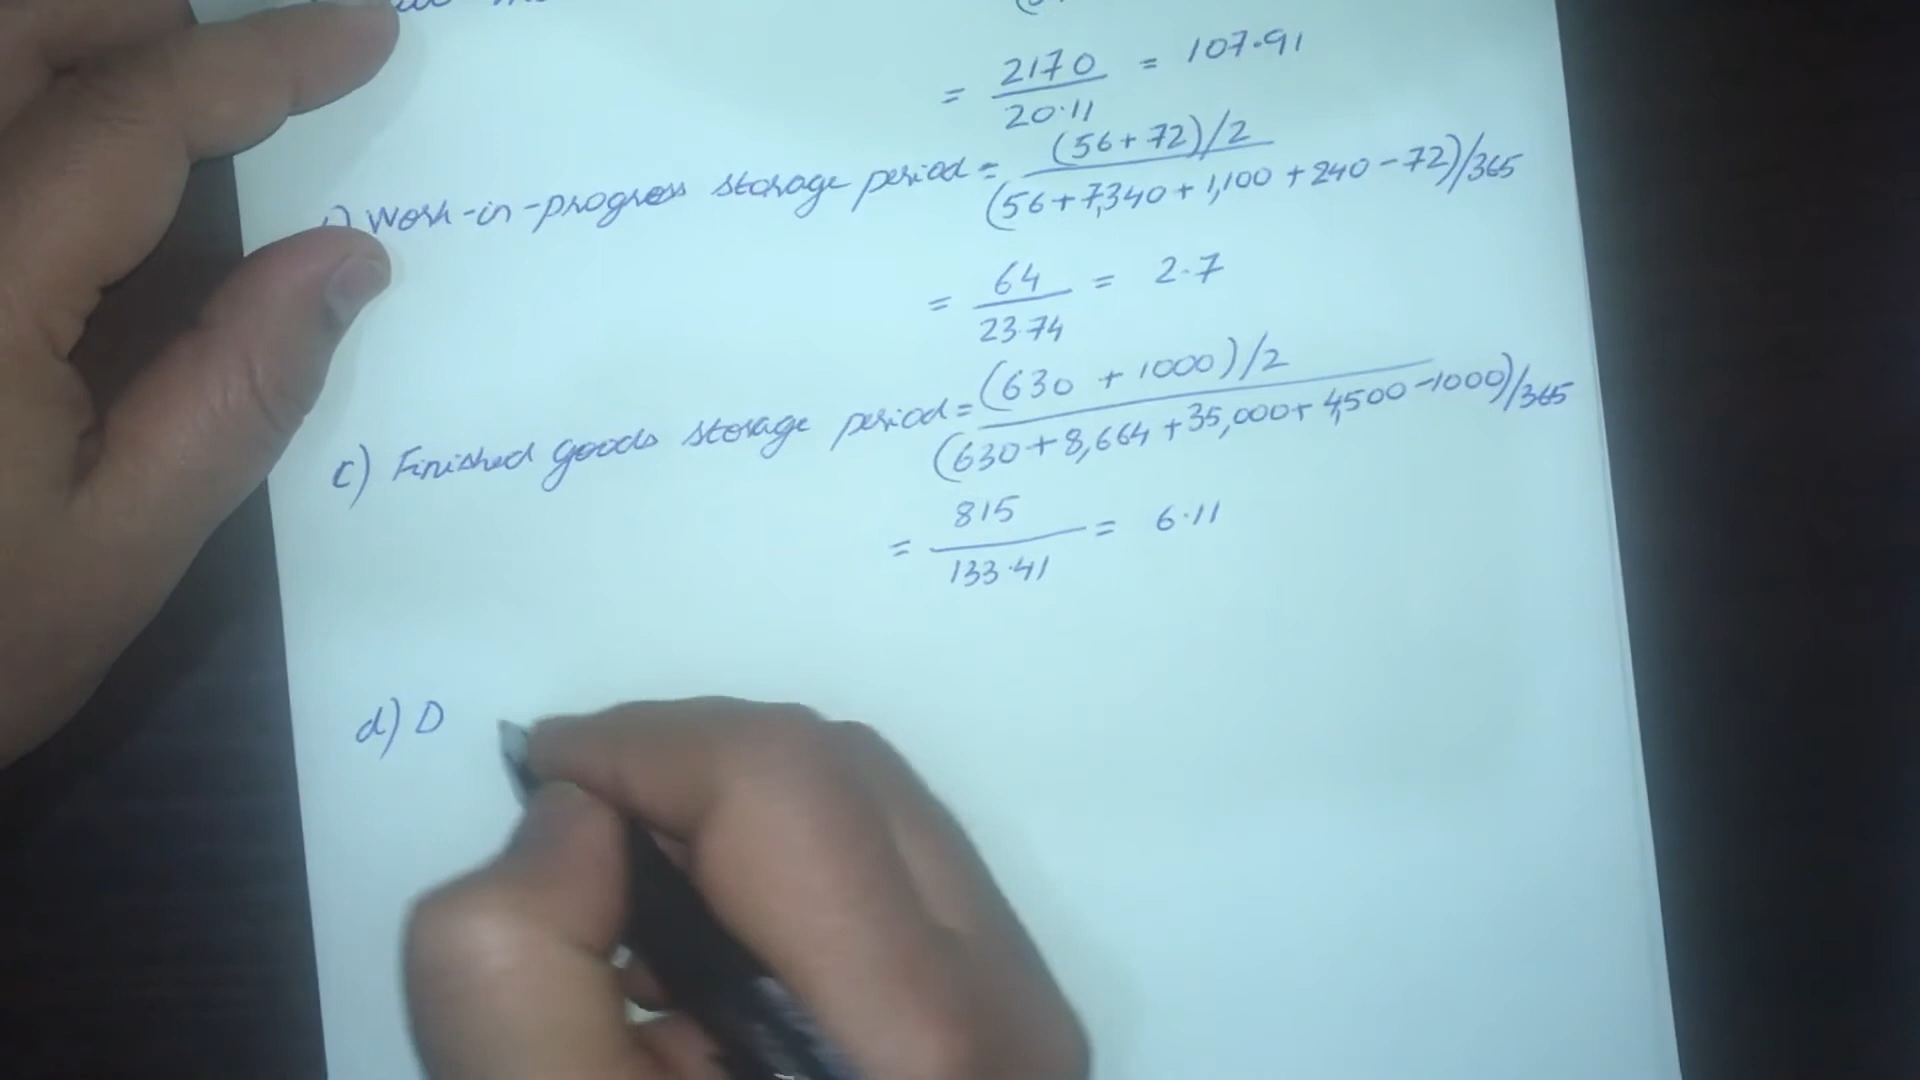 = 2170 / 20.11 = 107.91
) Work-in-progress storage period = (56+72)/2 / (56+7,340+1,100+240-72)/365
= 64 / 23.74 = 2.7
c) Finished goods storage period = (630+1000)/2 / (630+8,664+35,000+4,500-1000)/365
= 815 / 133.41 = 6.11
d) D